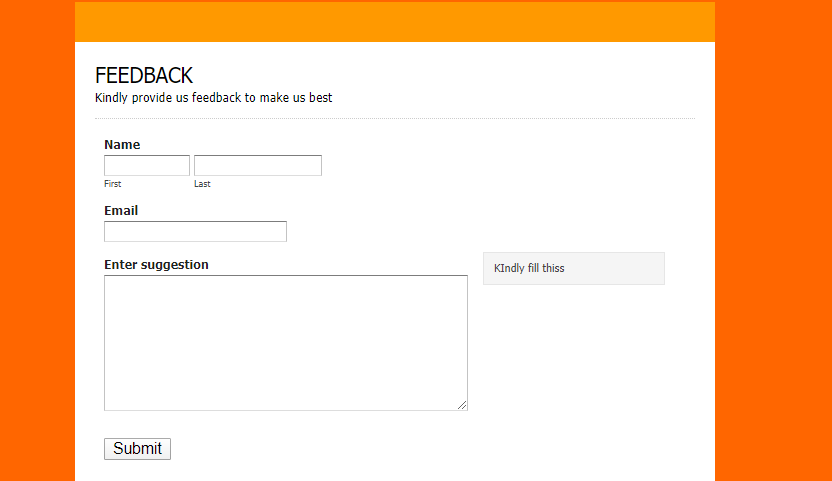 FEEDBACK
Kindly provide us feedback to make us best
Name
First Last
Email
Enter suggestion
KIndly fill thiss
Submit